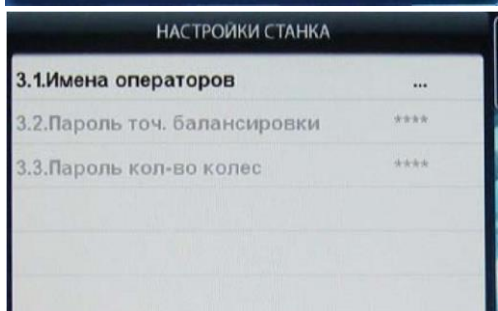 НАСТРОЙКИ СТАНКА
3.1.Имена операторов ...
3.2.Пароль точ. балансировки ****
3.3.Пароль кол-во колес ****